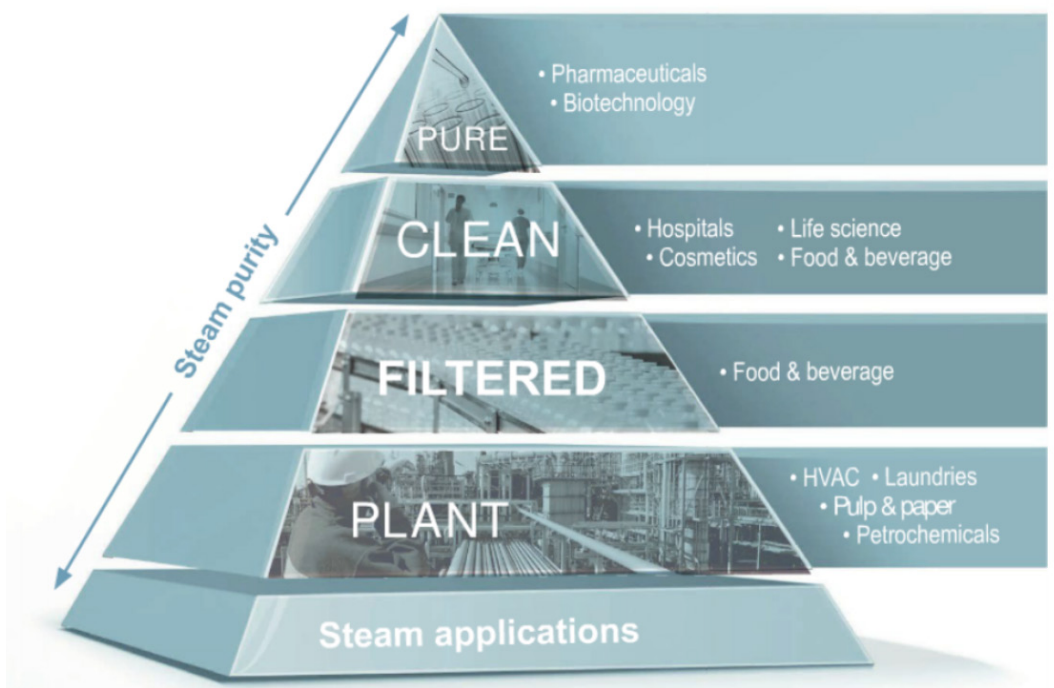 • Pharmaceuticals
• Biotechnology
PURE
Steam purity
CLEAN
• Hospitals • Life science
• Cosmetics • Food & beverage
FILTERED
• Food & beverage
PLANT
• HVAC • Laundries
• Pulp & paper
• Petrochemicals
Steam applications